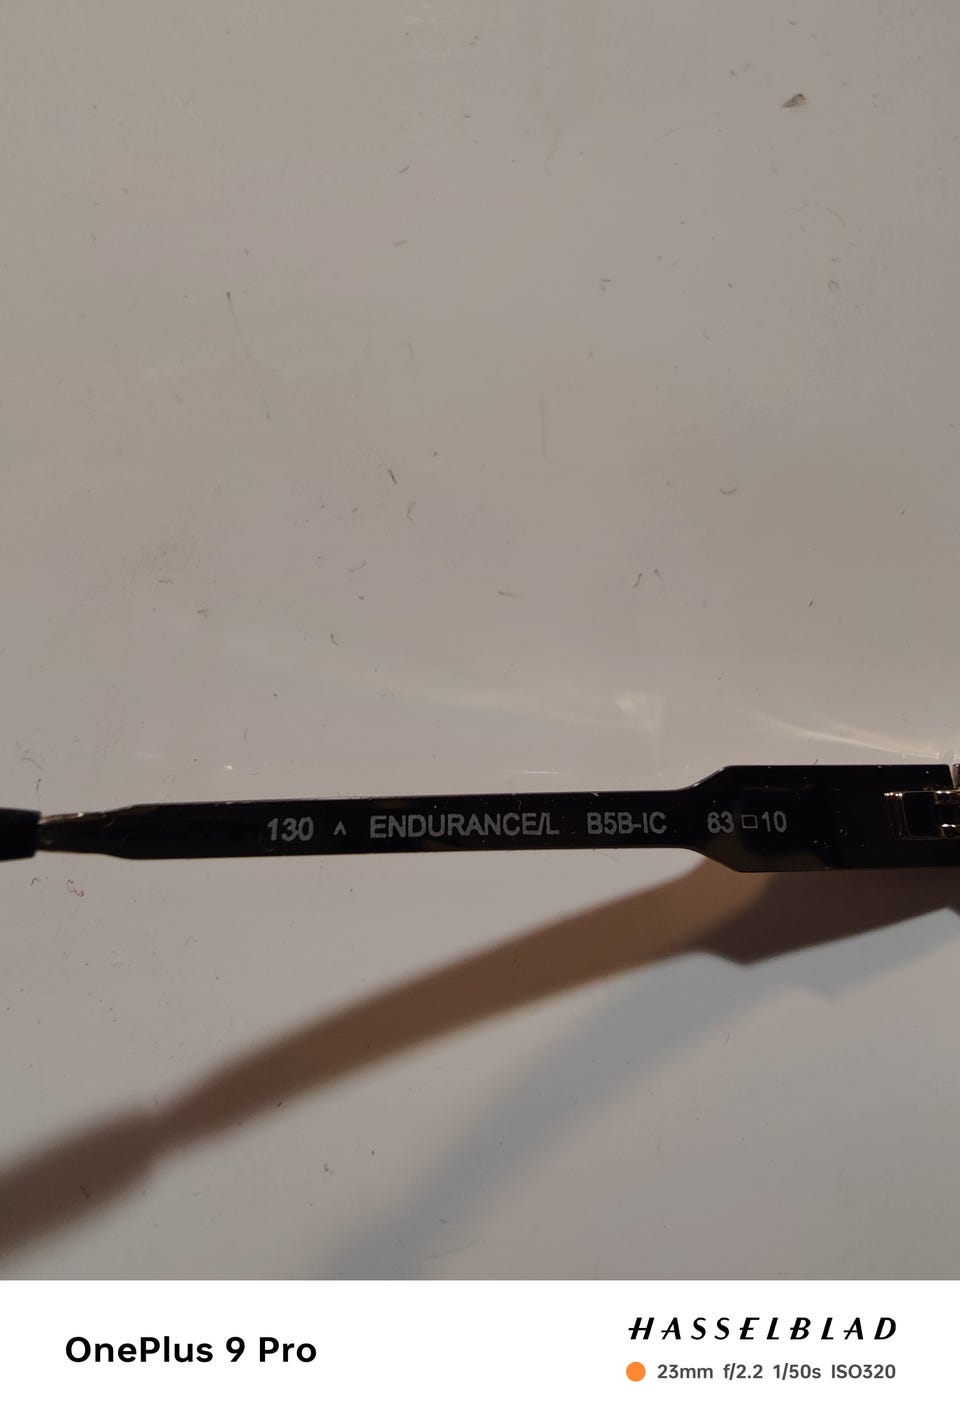 130 ^ ENDURANCE/L B5B-IC 63□10
OnePlus 9 Pro
HASSELBLAD
23mm f/2.2 1/50s ISO320